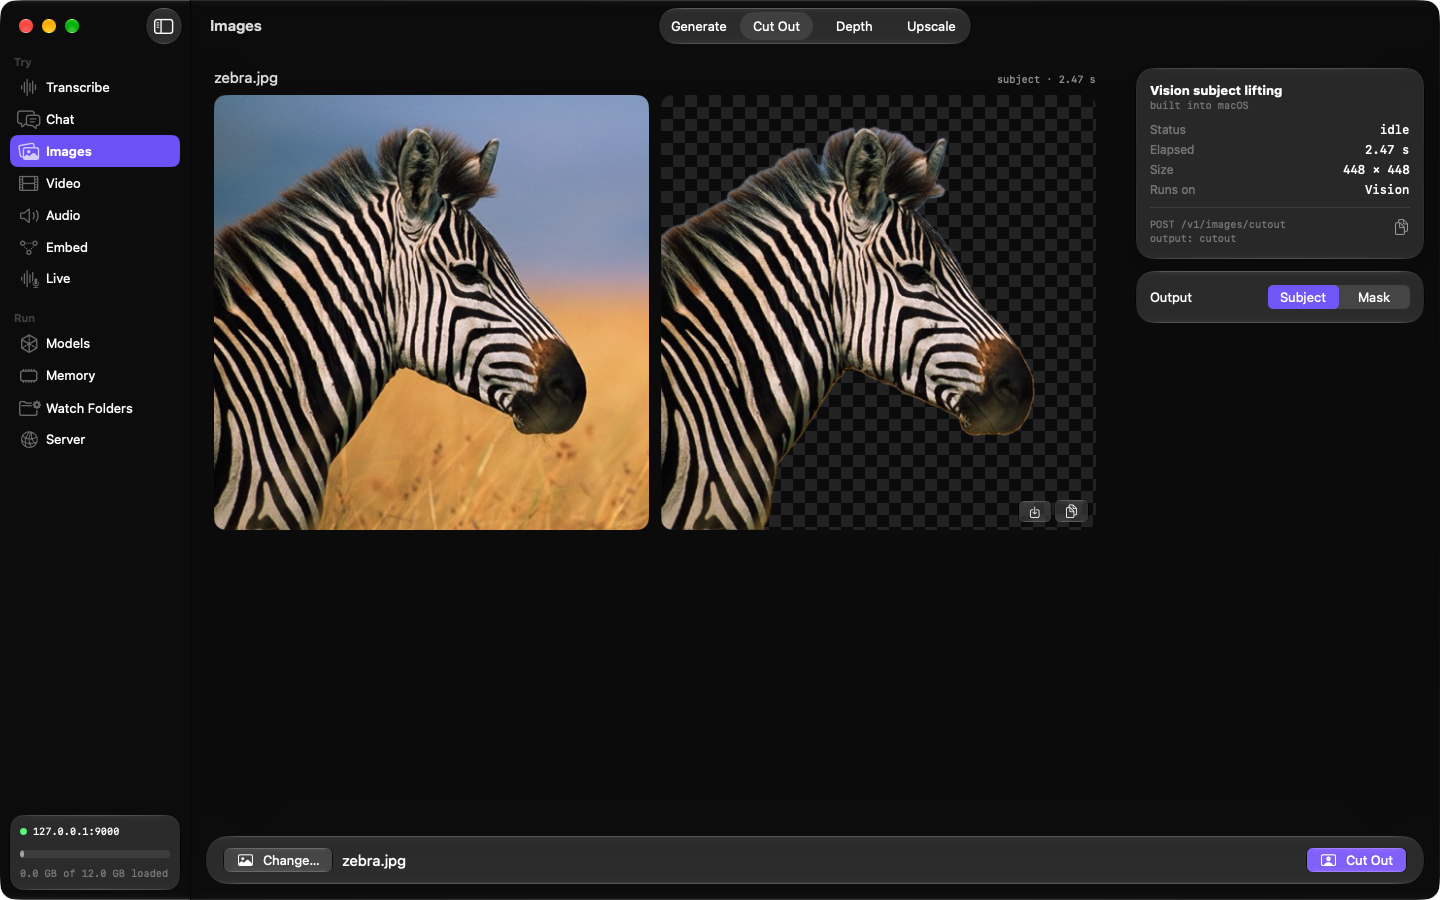 Images
Generate
Cut Out
Depth
Upscale
Try
Transcribe
Chat
Images
Video
Audio
Embed
Live
Run
Models
Memory
Watch Folders
Server
127.0.0.1:9000
0.0 GB of 12.0 GB loaded
zebra.jpg
subject · 2.47 s
Vision subject lifting
built into macOS
Status idle
Elapsed 2.47 s
Size 448 × 448
Runs on Vision
POST /v1/images/cutout
output: cutout
Output Subject Mask
Change... zebra.jpg
Cut Out